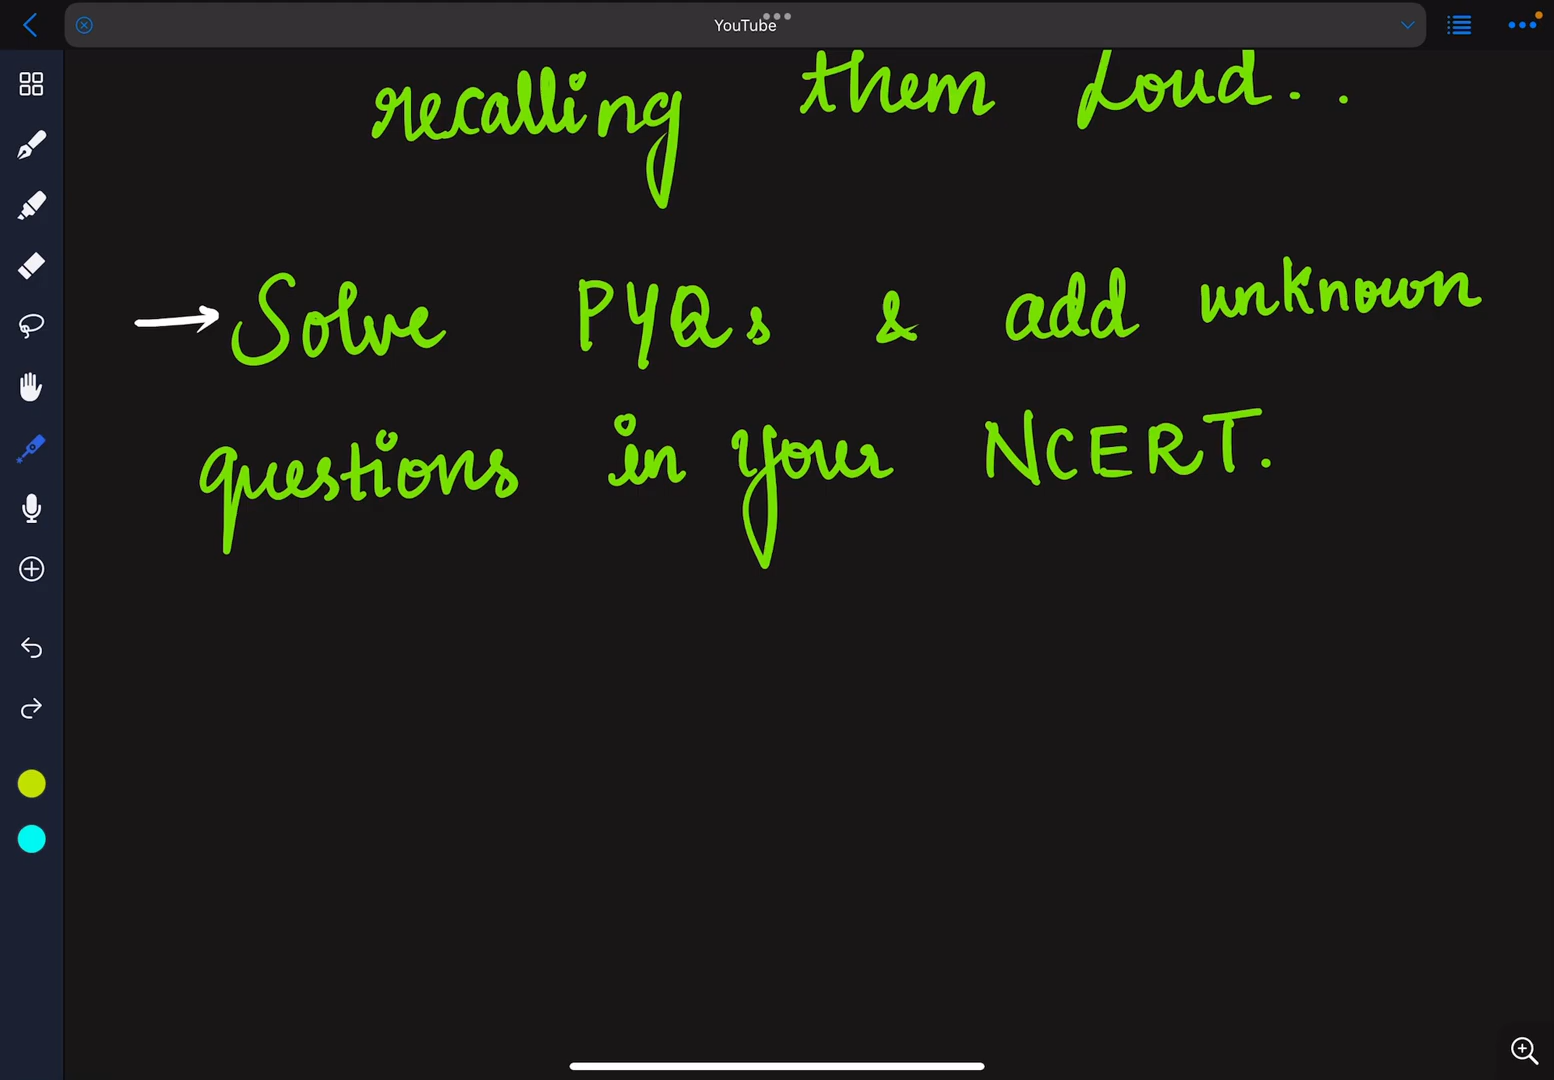 YouTube
recalling them Loud..
→ Solve PYQs & add unknown
questions in your NCERT.